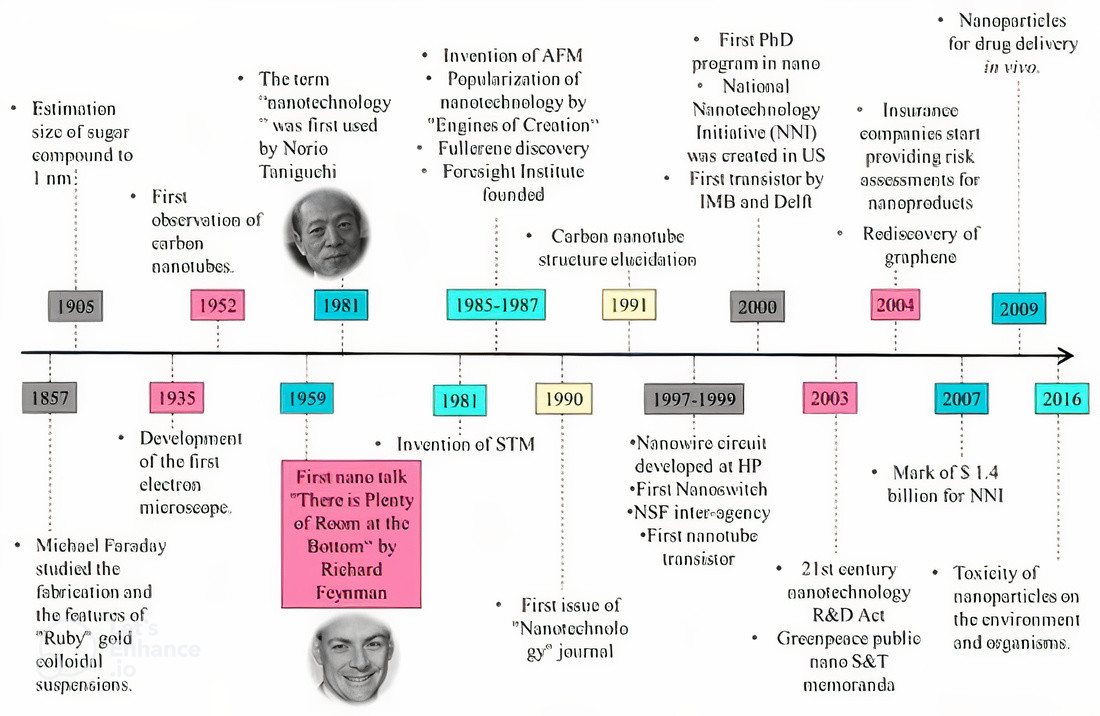 • Estimation
size of sugar
compound to
1 nm.
• First
observation of
carbon
nanotubes.
• The term
"nanotechnology
" was first used
by Norio
Taniguchi
• Invention of AFM
• Popularization of
nanotechnology by
"Engines of Creation"
• Fullerene discovery
• Foresight Institute
founded
• Carbon nanotube
structure elucidation
• First PhD
program in nano
• National
Nanotechnology
Initiative (NNI)
was created in US
• First transistor by
IMB and Delft
• Insurance
companies start
providing risk
assessments for
nanoproducts
• Rediscovery of
graphene
• Nanoparticles
for drug delivery
in vivo.
1905
1952
1981
1985-1987
1991
2000
2004
2009
1857
1935
1959
1981
1990
1997-1999
2003
2007
2016
• Michael Faraday
studied the
fabrication and
the features of
"Ruby" gold
colloidal
suspensions.
• Development
of the first
electron
microscope.
First nano talk
"There is Plenty
of Room at the
Bottom" by
Richard
Feynman
• Invention of STM
• First issue of
"Nanotechnolo
gy" journal
•Nanowire circuit
developed at HP
•First Nanoswitch
•NSF inter-agency
•First nanotube
transistor
• 21st century
nanotechnology
R&D Act
• Greenpeace public
nano S&T
memoranda
• Mark of $ 1.4
billion for NNI
• Toxicity of
nanoparticles on
the environment
and organisms.
Let's
Enhance
.io